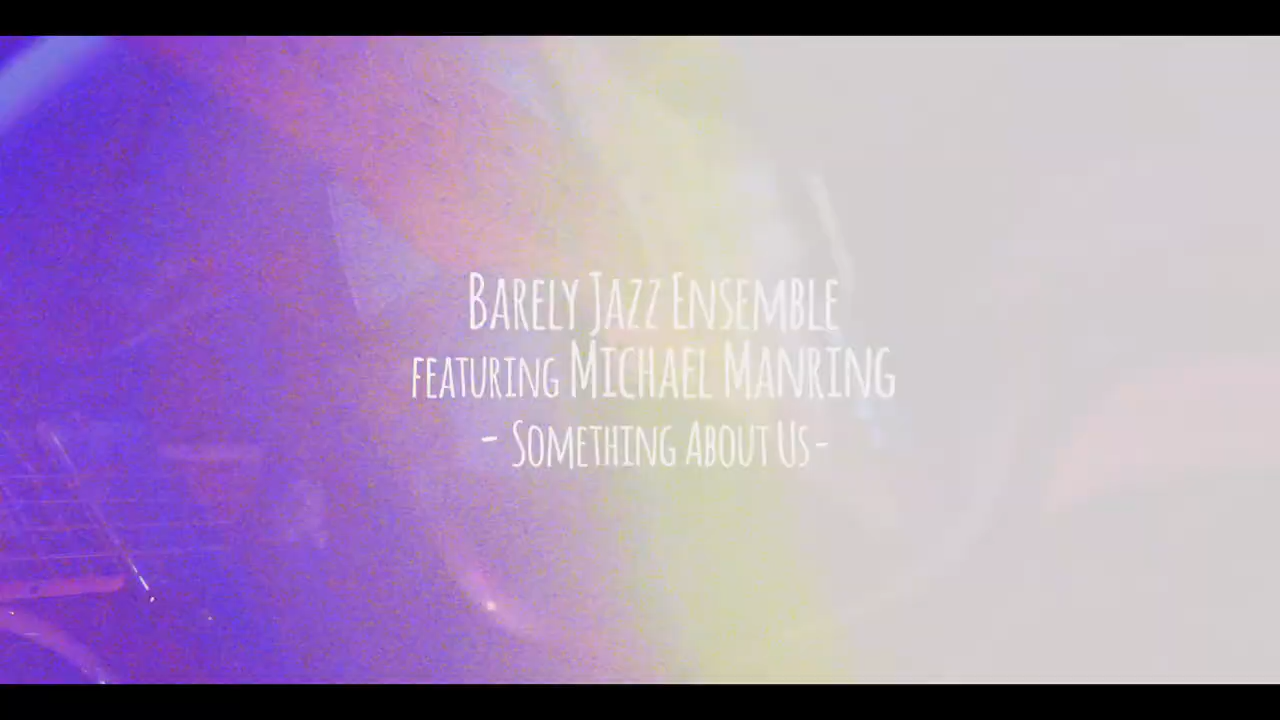 Barely Jazz Ensemble
featuring Michael Manring
- Something About Us-